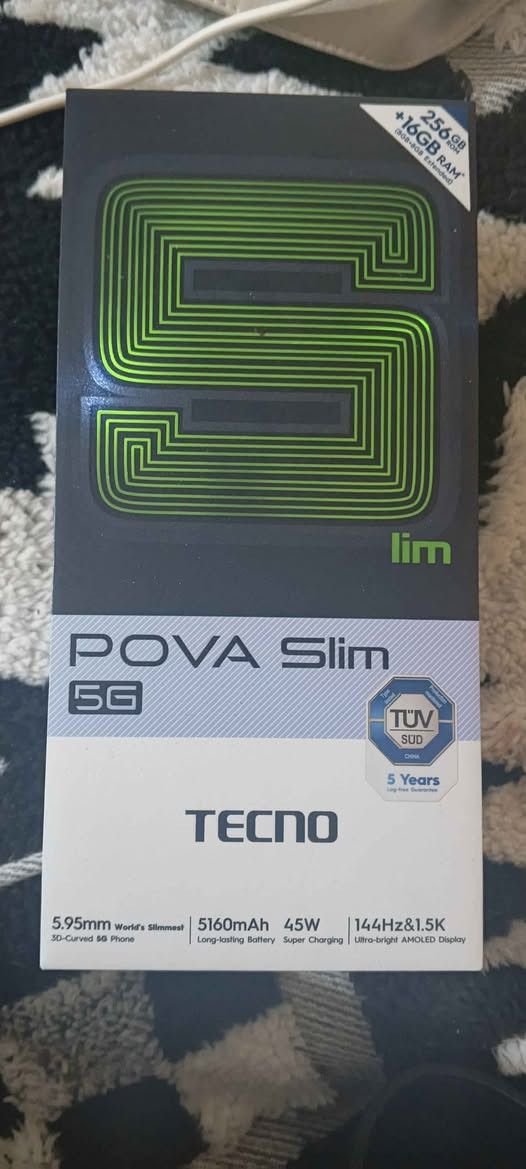 256GB
ROM
+16GB RAM*
(8GB+8GB Extended)
S
lim
POVA Slim
5G
TÜV
SÜD
CHINA
5 Years
Lag-free Guarantee
TECNO
5.95mm World's Slimmest
3D-Curved 5G Phone
5160mAh
Long-lasting Battery
45W
Super Charging
144Hz&1.5K
Ultra-bright AMOLED Display